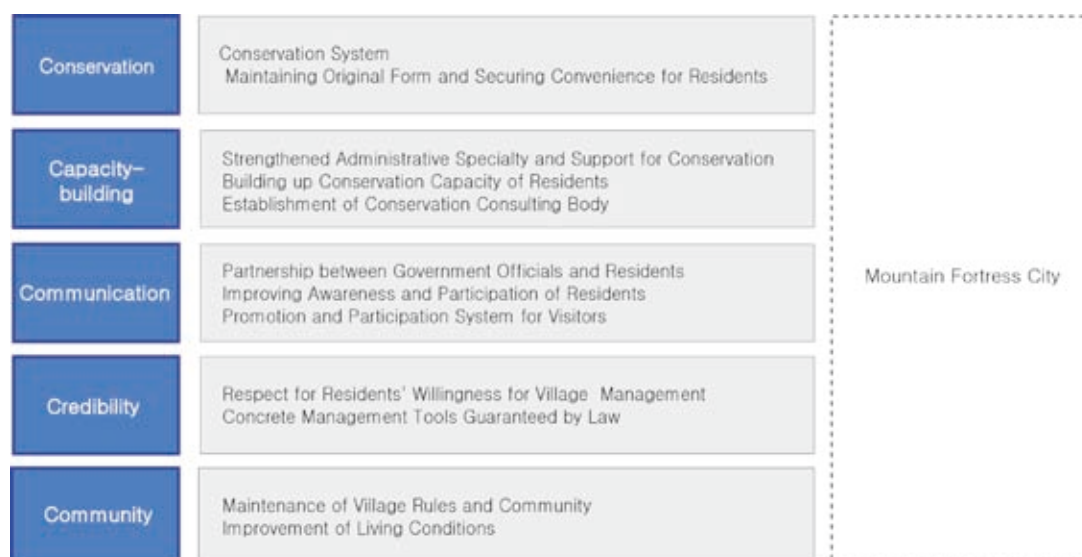 Conservation
Conservation System
Maintaining Original Form and Securing Convenience for Residents
Capacity-
building
Strengthened Administrative Specialty and Support for Conservation
Building up Conservation Capacity of Residents
Establishment of Conservation Consulting Body
Communication
Partnership between Government Officials and Residents
Improving Awareness and Participation of Residents
Promotion and Participation System for Visitors
Credibility
Respect for Residents' Willingness for Village Management
Concrete Management Tools Guaranteed by Law
Community
Maintenance of Village Rules and Community
Improvement of Living Conditions
Mountain Fortress City